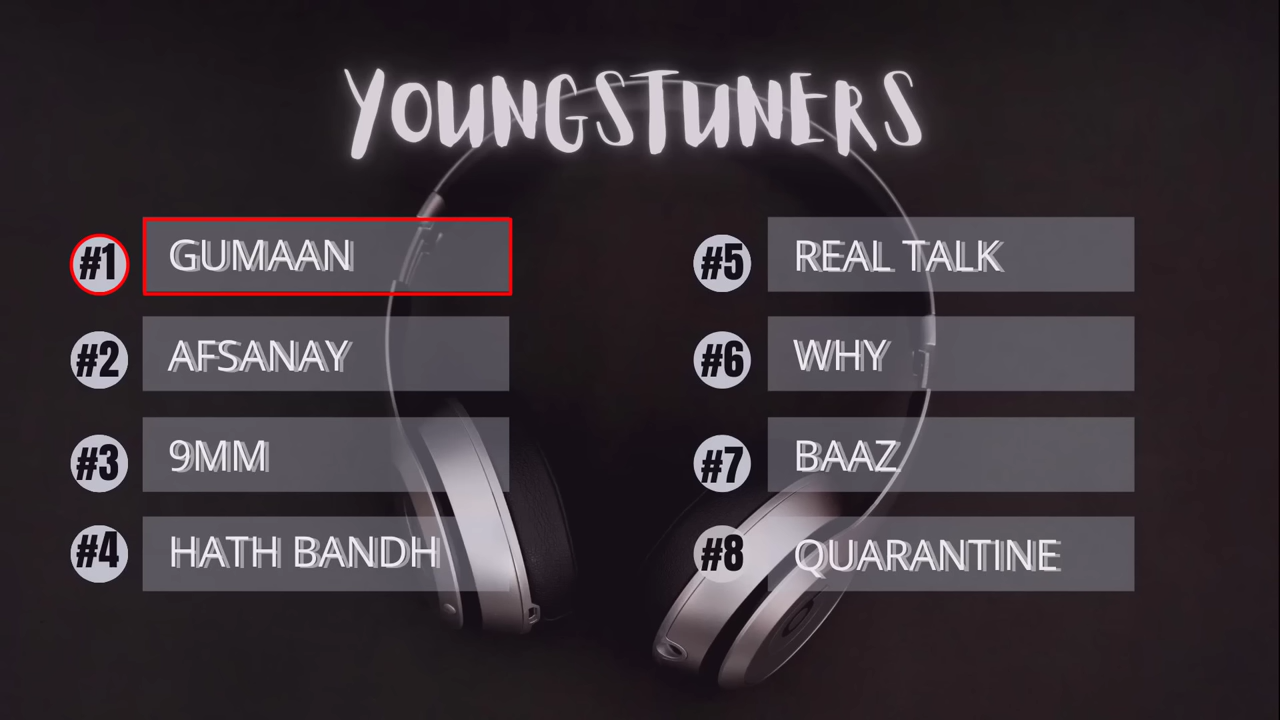 YOUNGSTUNERS
#1 GUMAAN
#2 AFSANAY
#3 9MM
#4 HATH BANDH
#5 REAL TALK
#6 WHY
#7 BAAZ
#8 QUARANTINE